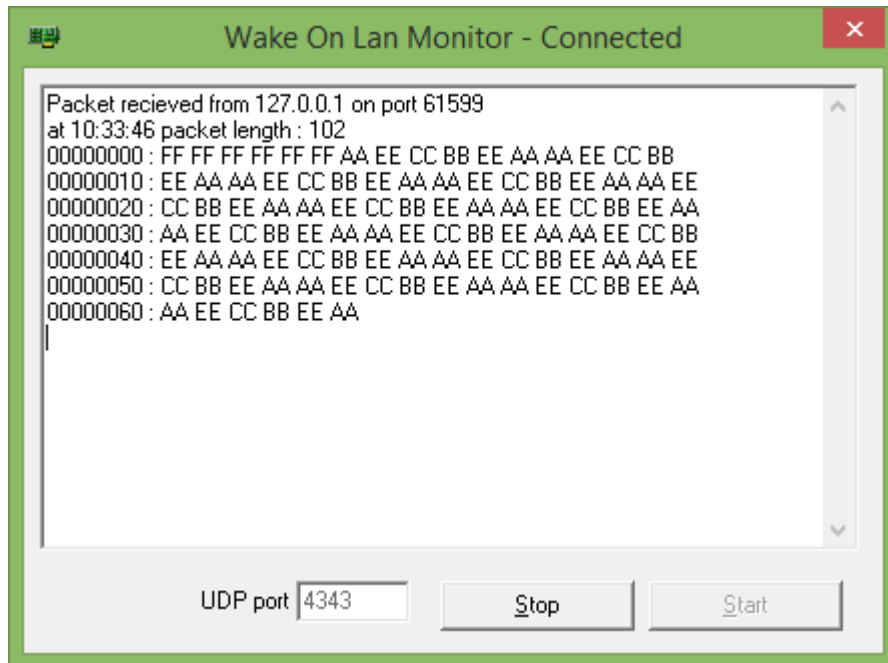 Wake On Lan Monitor - Connected
Packet recieved from 127.0.0.1 on port 61599
at 10:33:46 packet length : 102
00000000 : FF FF FF FF FF FF AA EE CC BB EE AA AA EE CC BB
00000010 : EE AA AA EE CC BB EE AA AA EE CC BB EE AA AA EE
00000020 : CC BB EE AA AA EE CC BB EE AA AA EE CC BB EE AA
00000030 : AA EE CC BB EE AA AA EE CC BB EE AA AA EE CC BB
00000040 : EE AA AA EE CC BB EE AA AA EE CC BB EE AA AA EE
00000050 : CC BB EE AA AA EE CC BB EE AA AA EE CC BB EE AA
00000060 : AA EE CC BB EE AA
UDP port 4343 Stop Start